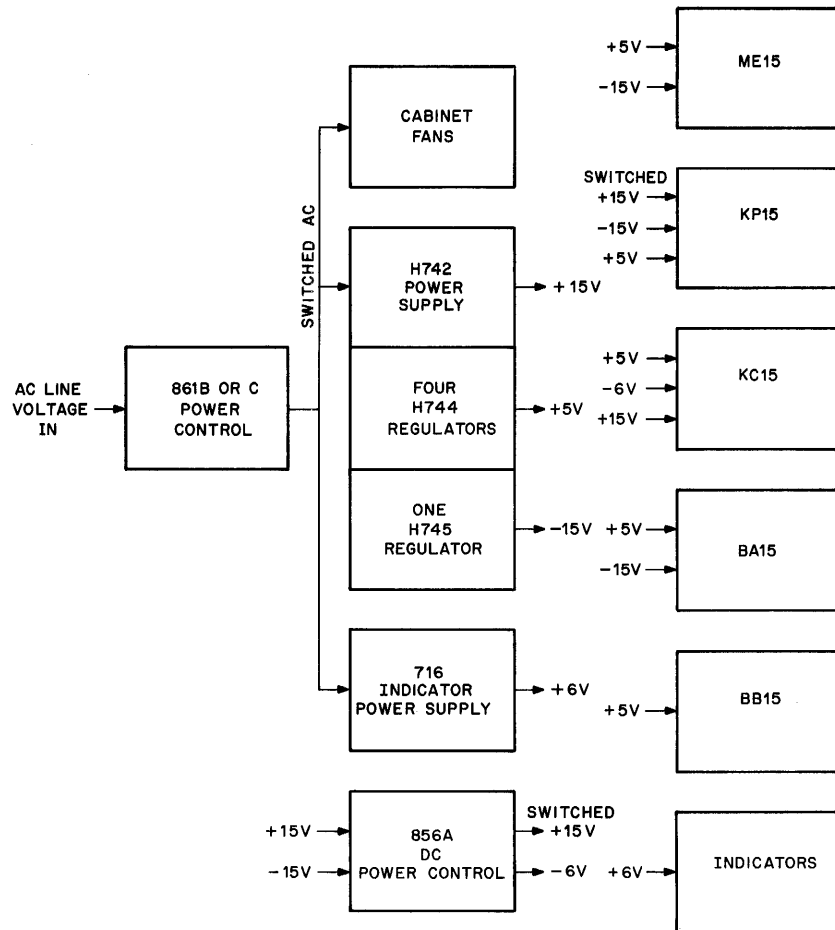 AC LINE
VOLTAGE
IN
861B OR C
POWER
CONTROL
SWITCHED AC
CABINET
FANS
H742
POWER
SUPPLY
+15V
FOUR
H744
REGULATORS
+5V
ONE
H745
REGULATOR
-15V
716
INDICATOR
POWER SUPPLY
+6V
+15V
-15V
856A
DC
POWER CONTROL
SWITCHED
+15V
-6V
+5V
-15V
ME15
SWITCHED
+15V
-15V
+5V
KP15
+5V
-6V
+15V
KC15
+5V
-15V
BA15
+5V
BB15
+6V
INDICATORS